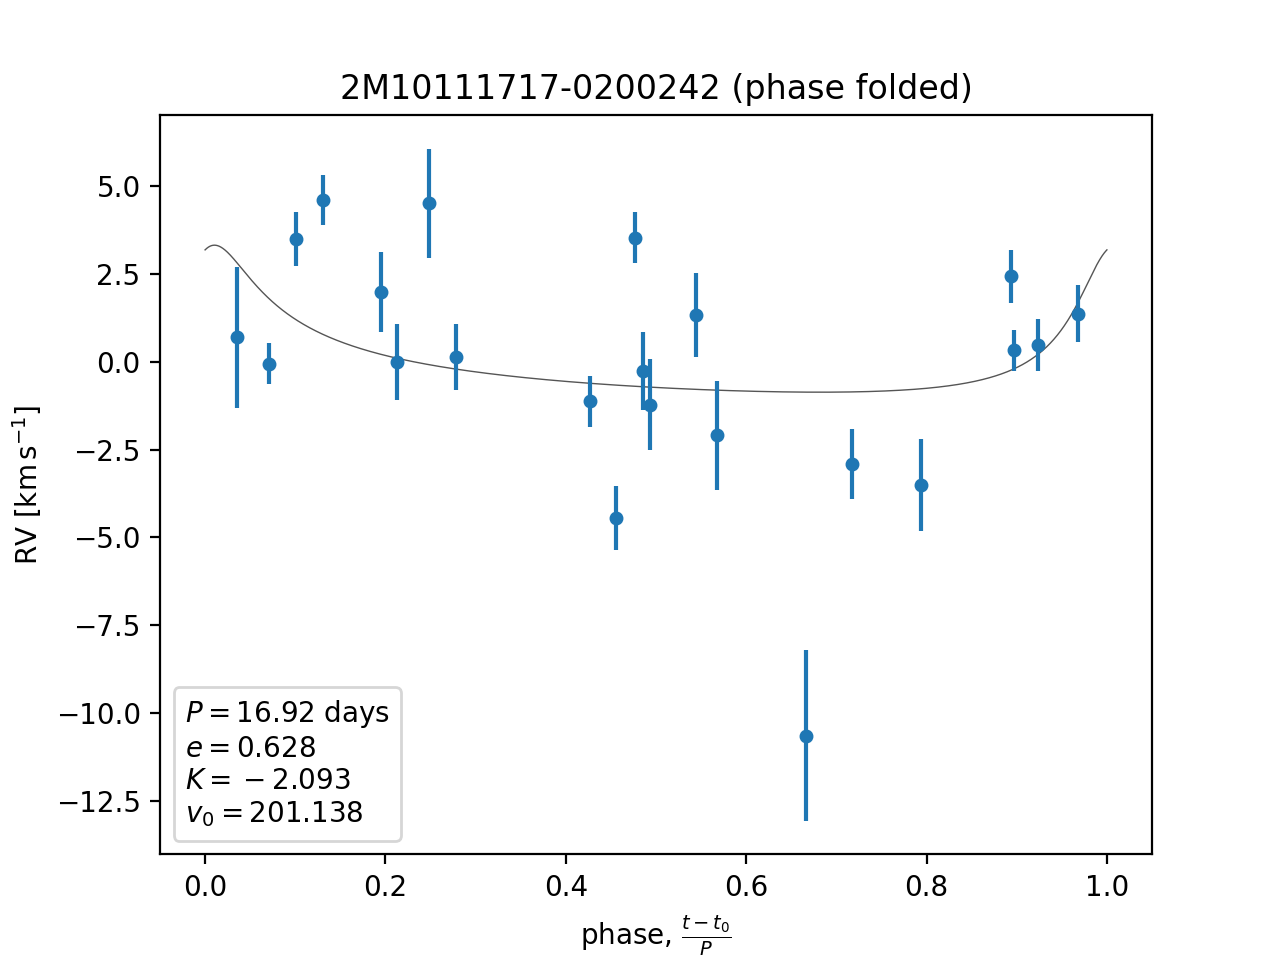 2M10111717-0200242 (phase folded)
5.0
2.5
0.0
−2.5
−5.0
−7.5
−10.0
−12.5
RV [km s⁻¹]
P = 16.92 days
e = 0.628
K = −2.093
v₀ = 201.138
0.0 0.2 0.4 0.6 0.8 1.0
phase, (t − t₀)/P